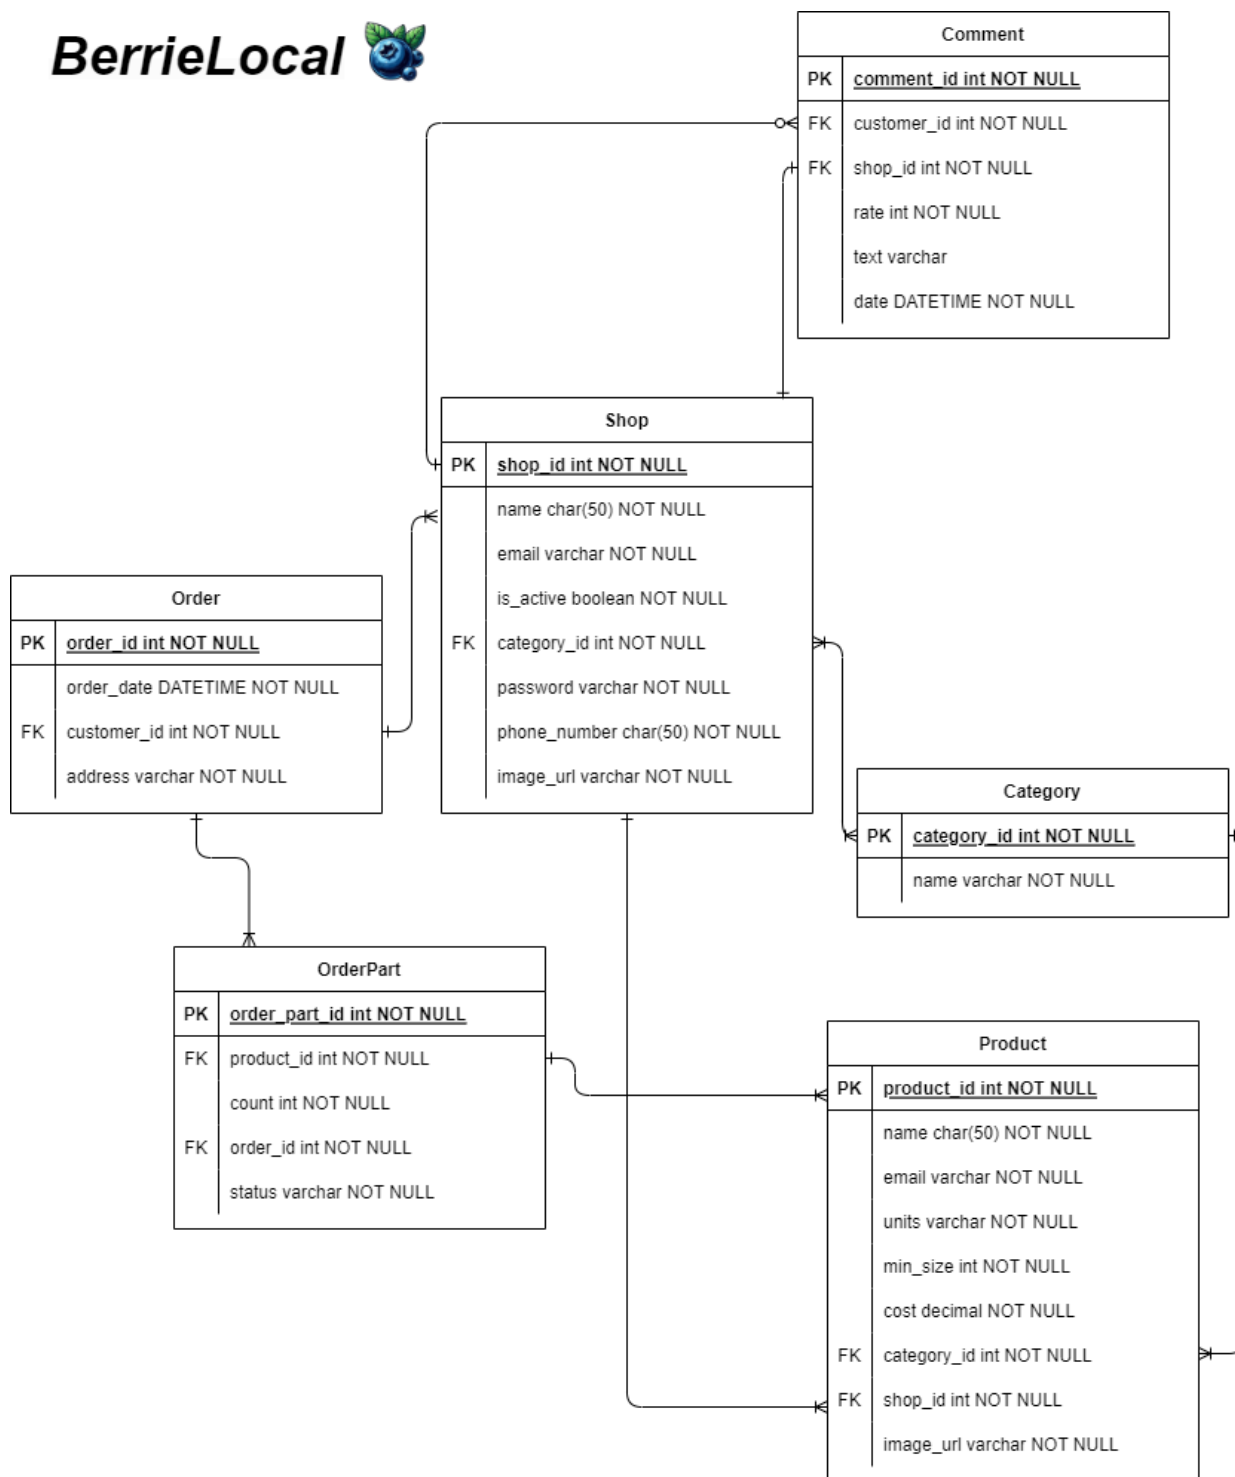 BerrieLocal
Comment
PK comment_id int NOT NULL
FK customer_id int NOT NULL
FK shop_id int NOT NULL
rate int NOT NULL
text varchar
date DATETIME NOT NULL
Shop
PK shop_id int NOT NULL
name char(50) NOT NULL
email varchar NOT NULL
is_active boolean NOT NULL
FK category_id int NOT NULL
password varchar NOT NULL
phone_number char(50) NOT NULL
image_url varchar NOT NULL
Order
PK order_id int NOT NULL
order_date DATETIME NOT NULL
FK customer_id int NOT NULL
address varchar NOT NULL
Category
PK category_id int NOT NULL
name varchar NOT NULL
OrderPart
PK order_part_id int NOT NULL
FK product_id int NOT NULL
count int NOT NULL
FK order_id int NOT NULL
status varchar NOT NULL
Product
PK product_id int NOT NULL
name char(50) NOT NULL
email varchar NOT NULL
units varchar NOT NULL
min_size int NOT NULL
cost decimal NOT NULL
FK category_id int NOT NULL
FK shop_id int NOT NULL
image_url varchar NOT NULL